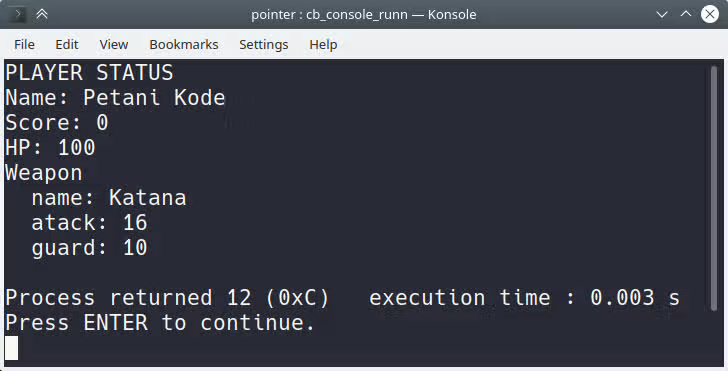 pointer : cb_console_runn — Konsole
File Edit View Bookmarks Settings Help
PLAYER STATUS
Name: Petani Kode
Score: 0
HP: 100
Weapon
  name: Katana
  atack: 16
  guard: 10
Process returned 12 (0xC)   execution time : 0.003 s
Press ENTER to continue.